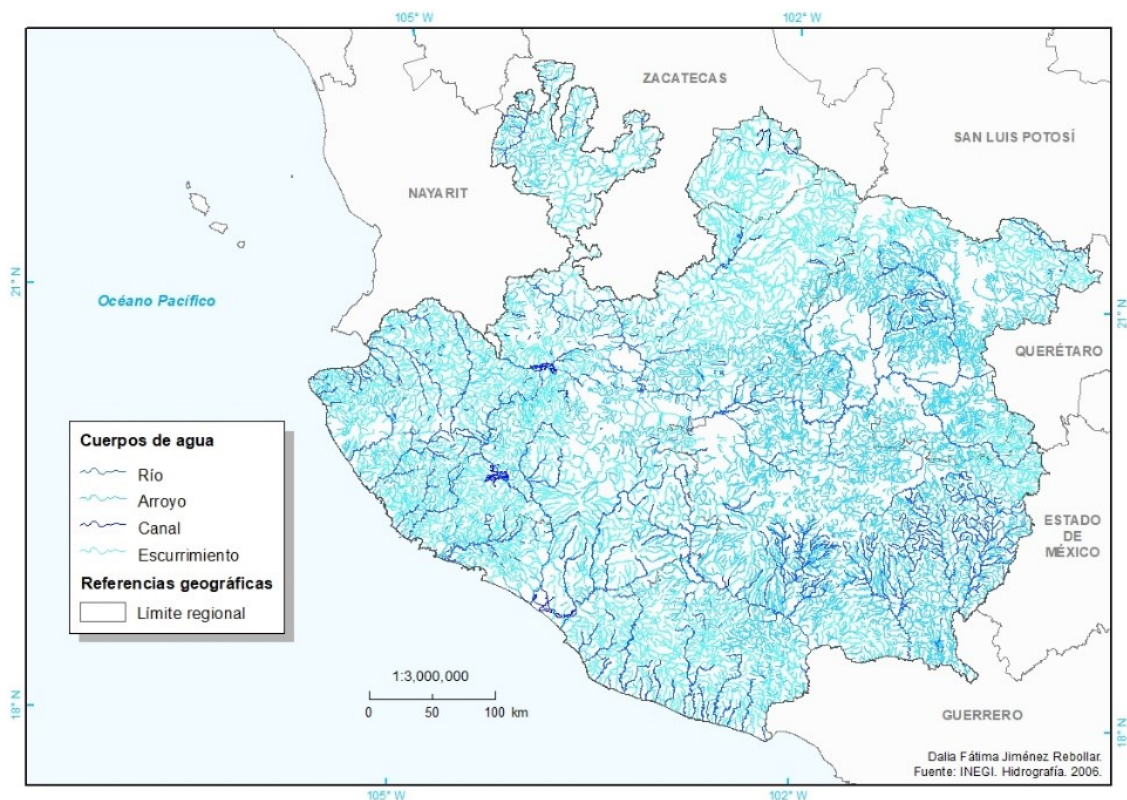 105° W
102° W
ZACATECAS
SAN LUIS POTOSÍ
NAYARIT
21° N
Océano Pacífico
21° N
QUERÉTARO
Cuerpos de agua
Río
Arroyo
Canal
Escurrimiento
Referencias geográficas
Límite regional
ESTADO
DE
MÉXICO
1:3,000,000
0 50 100 km
18° N
GUERRERO
18° N
Dalia Fátima Jiménez Rebollar.
Fuente: INEGI. Hidrografía. 2006.
105° W
102° W